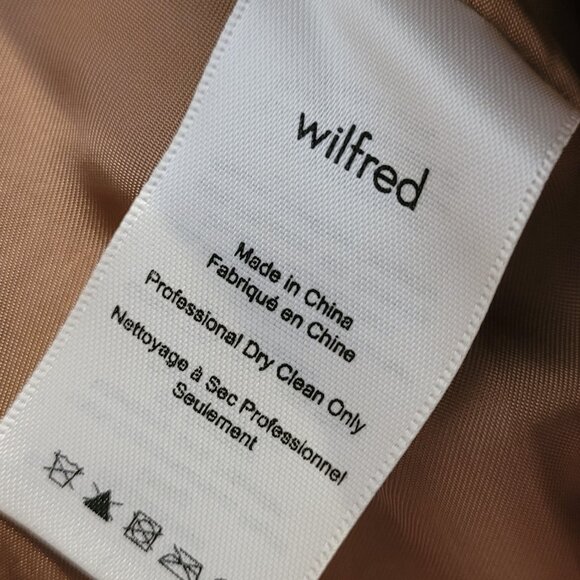 wilfred
Made in China
Fabriqué en Chine
Professional Dry Clean Only
Nettoyage à Sec Professionnel
Seulement